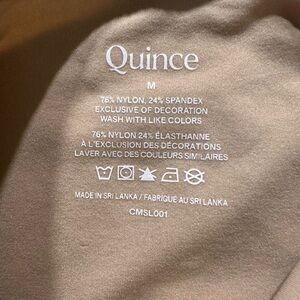 Quince
M
76% NYLON, 24% SPANDEX
EXCLUSIVE OF DECORATION
WASH WITH LIKE COLORS
76% NYLON 24% ÉLASTHANNE
À L'EXCLUSION DES DÉCORATIONS
LAVER AVEC DES COULEURS SIMILAIRES
MADE IN SRI LANKA / FABRIQUE AU SRI LANKA
CMSL001